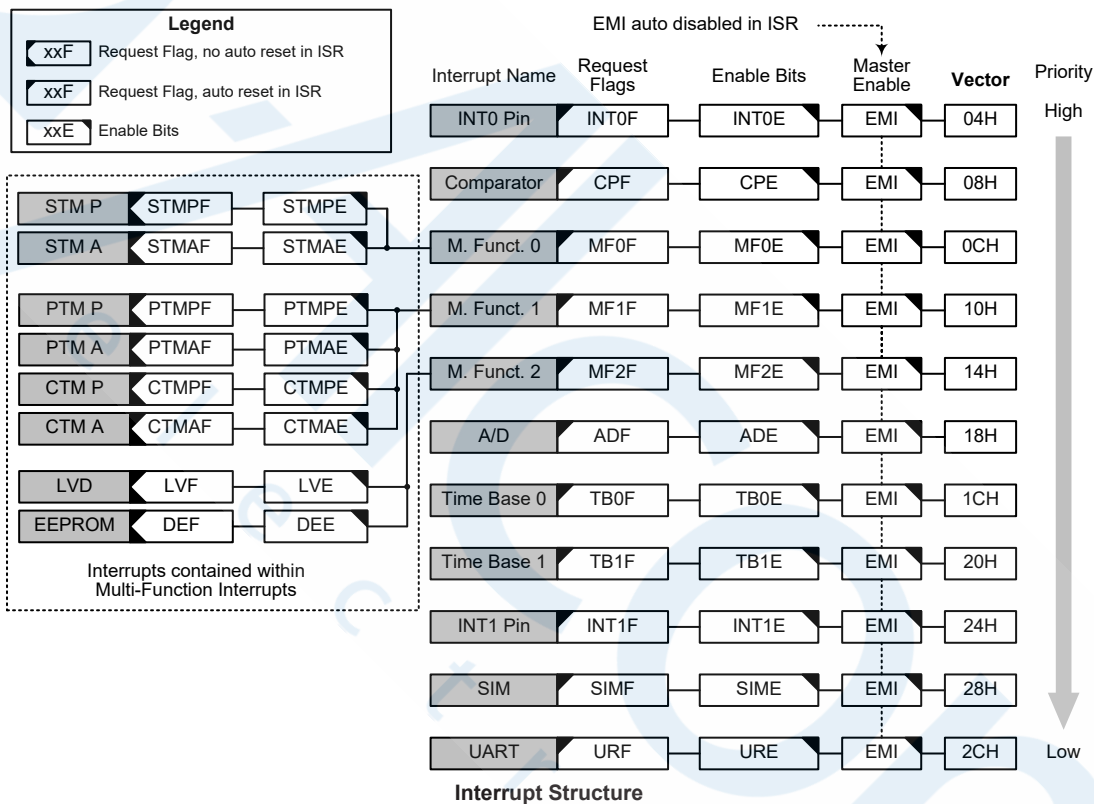 Legend
xxF Request Flag, no auto reset in ISR
xxF Request Flag, auto reset in ISR
xxE Enable Bits
EMI auto disabled in ISR
Interrupt Name Request Flags Enable Bits Master Enable Vector Priority
INT0 Pin INT0F INT0E EMI 04H High
Comparator CPF CPE EMI 08H
M. Funct. 0 MF0F MF0E EMI 0CH
M. Funct. 1 MF1F MF1E EMI 10H
M. Funct. 2 MF2F MF2E EMI 14H
A/D ADF ADE EMI 18H
Time Base 0 TB0F TB0E EMI 1CH
Time Base 1 TB1F TB1E EMI 20H
INT1 Pin INT1F INT1E EMI 24H
SIM SIMF SIME EMI 28H
UART URF URE EMI 2CH Low
STM P STMPF STMPE
STM A STMAF STMAE
PTM P PTMPF PTMPE
PTM A PTMAF PTMAE
CTM P CTMPF CTMPE
CTM A CTMAF CTMAE
LVD LVF LVE
EEPROM DEF DEE
Interrupts contained within
Multi-Function Interrupts
Interrupt Structure